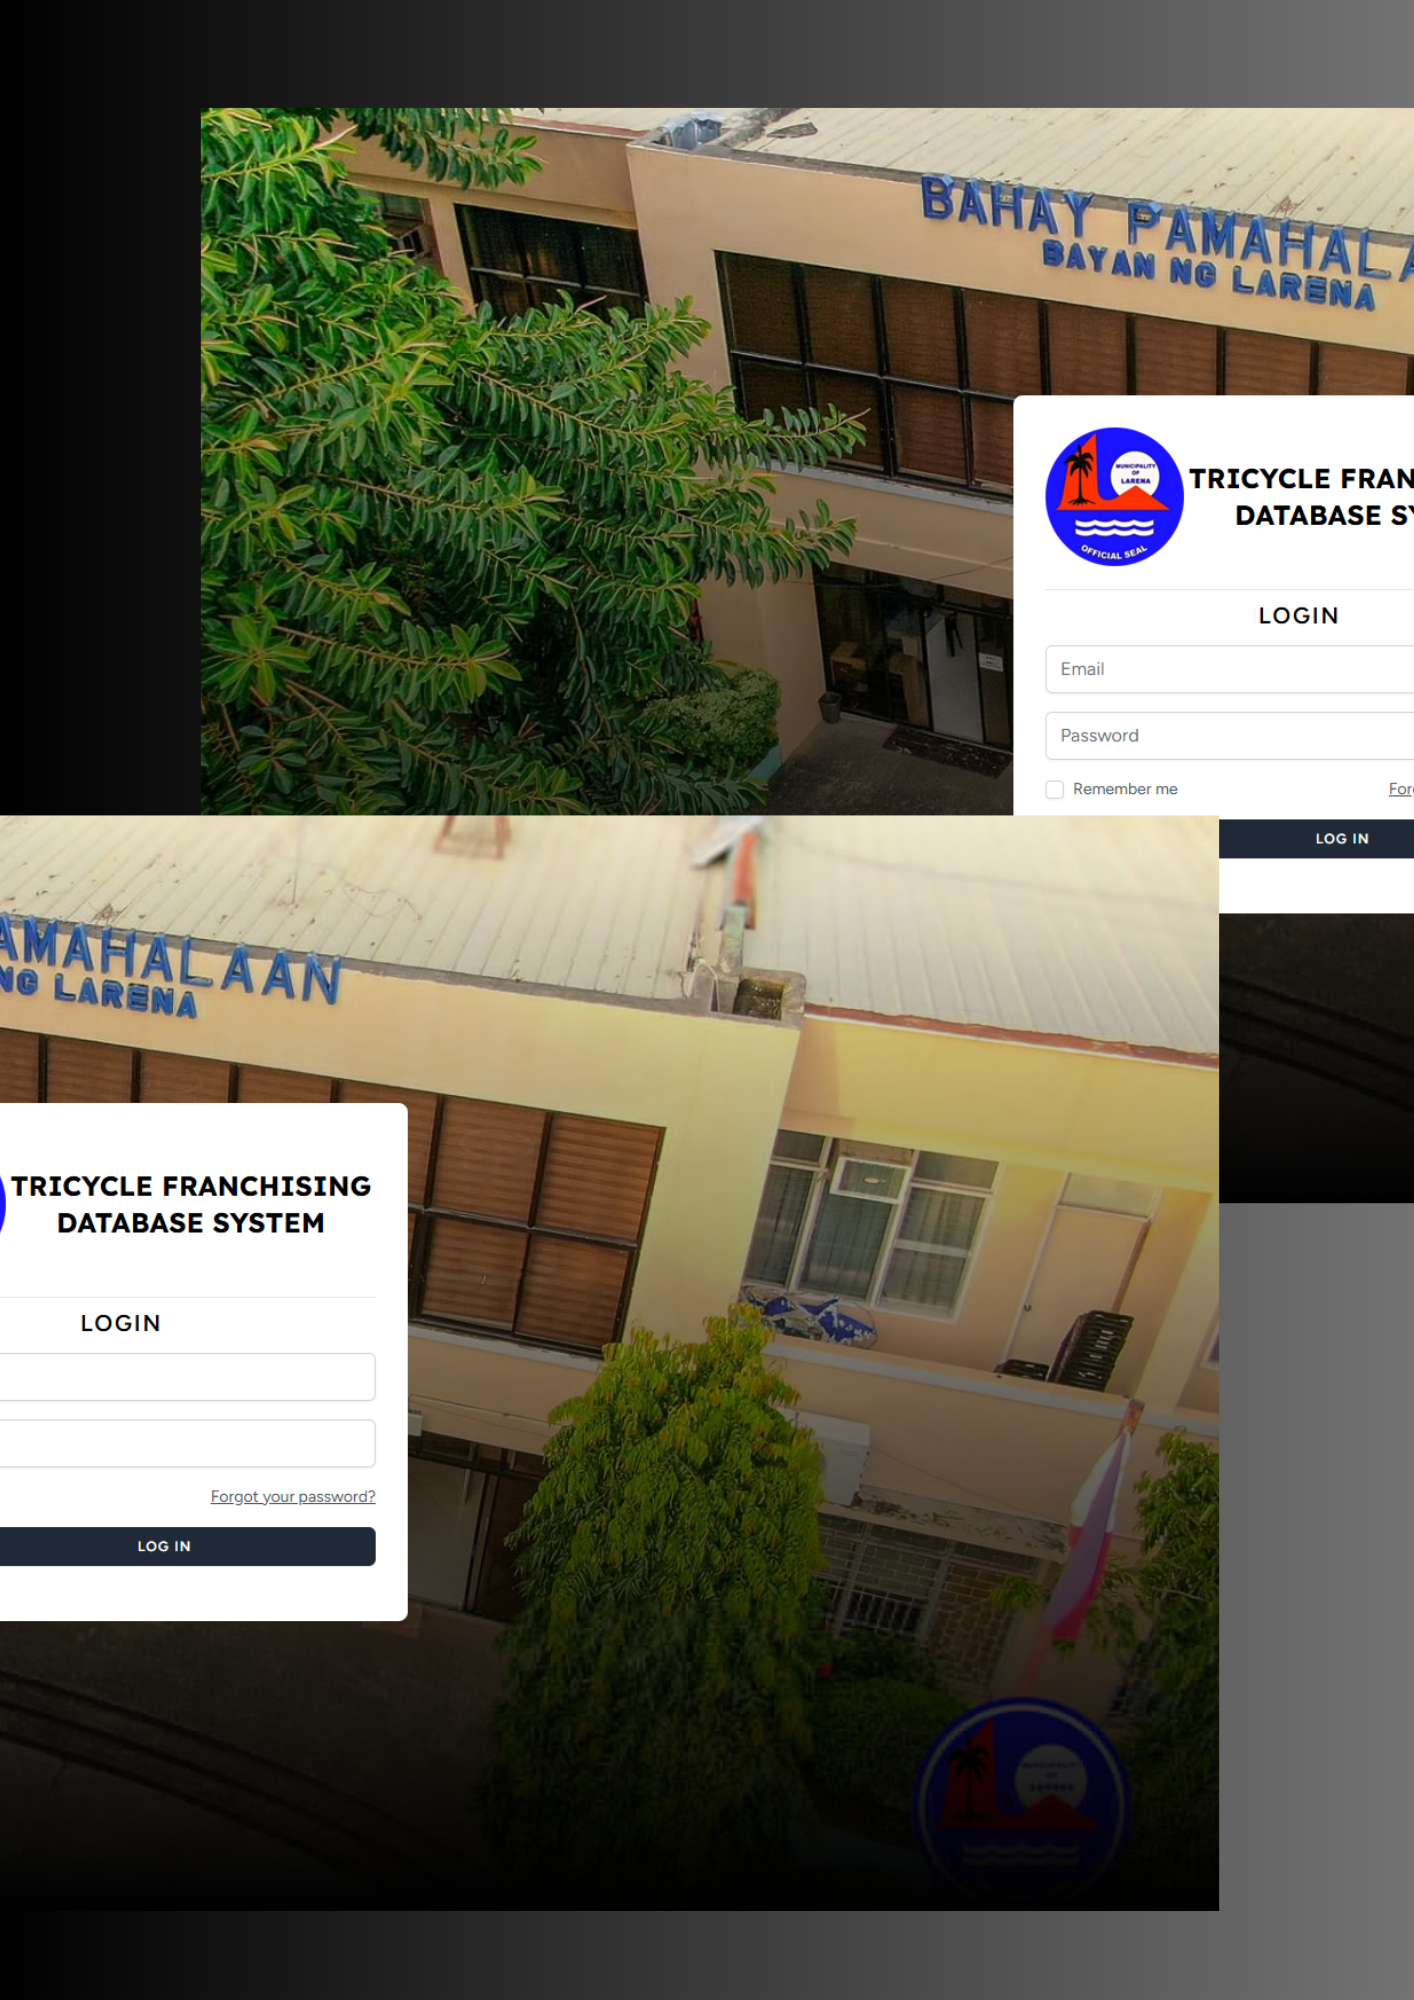 BAHAY PAMAHALA
BAYAN NG LARENA
MUNICIPALITY
OF
LARENA
OFFICIAL SEAL
TRICYCLE FRAN
DATABASE SY
LOGIN
Email
Password
Remember me
Forg
LOG IN
AMAHALAAN
NG LARENA
TRICYCLE FRANCHISING
DATABASE SYSTEM
LOGIN
Forgot your password?
LOG IN